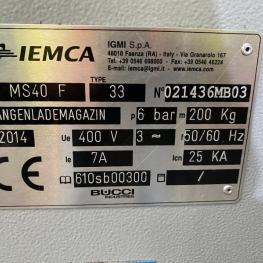 IEMCA
IGMI S.p.A.
48018 Faenza (RA) - Italy - Via Granarolo 167
Tel. +39 0546 698000 - Fax +39 0546 46224
E-mail: iemca@igmi.it www.iemca.com
TYPE
MS40 F 33 N° 021436MB03
ANGENLADEMAGAZIN p 6 bar m 200 Kg
2014 Ue 400 V 3 ~ f 50/60 Hz
Ie 7A Icn 25 KA
CE 610sb00300 /
BUCCI
INDUSTRIES